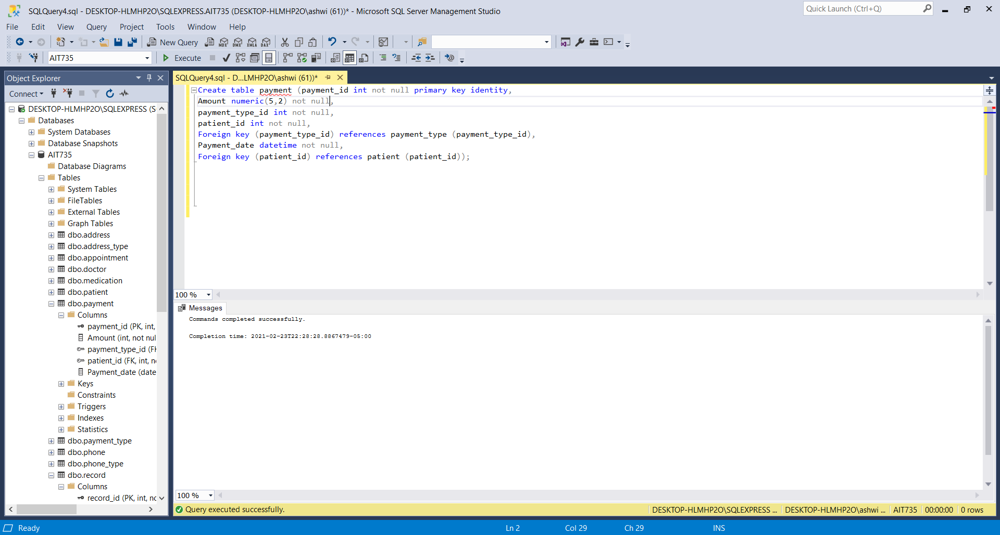 SQLQuery4.sql - DESKTOP-HLMHP2O\SQLEXPRESS.AIT735 (DESKTOP-HLMHP2O\ashwi (61))* - Microsoft SQL Server Management Studio
Quick Launch (Ctrl+Q)
File Edit View Query Project Tools Window Help
New Query MDX DMX XMLA DAX
AIT735 Execute
Object Explorer
Connect
DESKTOP-HLMHP2O\SQLEXPRESS (S
Databases
System Databases
Database Snapshots
AIT735
Database Diagrams
Tables
System Tables
FileTables
External Tables
Graph Tables
dbo.address
dbo.address_type
dbo.appointment
dbo.doctor
dbo.medication
dbo.patient
dbo.payment
Columns
payment_id (PK, int,
Amount (int, not nul
payment_type_id (FK
patient_id (FK, int, no
Payment_date (date
Keys
Constraints
Triggers
Indexes
Statistics
dbo.payment_type
dbo.phone
dbo.phone_type
dbo.record
Columns
record_id (PK, int, no
SQLQuery4.sql - D...LMHP2O\ashwi (61))*
Create table payment (payment_id int not null primary key identity,
Amount numeric(5,2) not null,
payment_type_id int not null,
patient_id int not null,
Foreign key (payment_type_id) references payment_type (payment_type_id),
Payment_date datetime not null,
Foreign key (patient_id) references patient (patient_id));
100 %
Messages
Commands completed successfully.
Completion time: 2021-02-23T22:28:28.8867479-05:00
100 %
Query executed successfully.
DESKTOP-HLMHP2O\SQLEXPRESS ... DESKTOP-HLMHP2O\ashwi ... AIT735 00:00:00 0 rows
Ready Ln 2 Col 29 Ch 29 INS